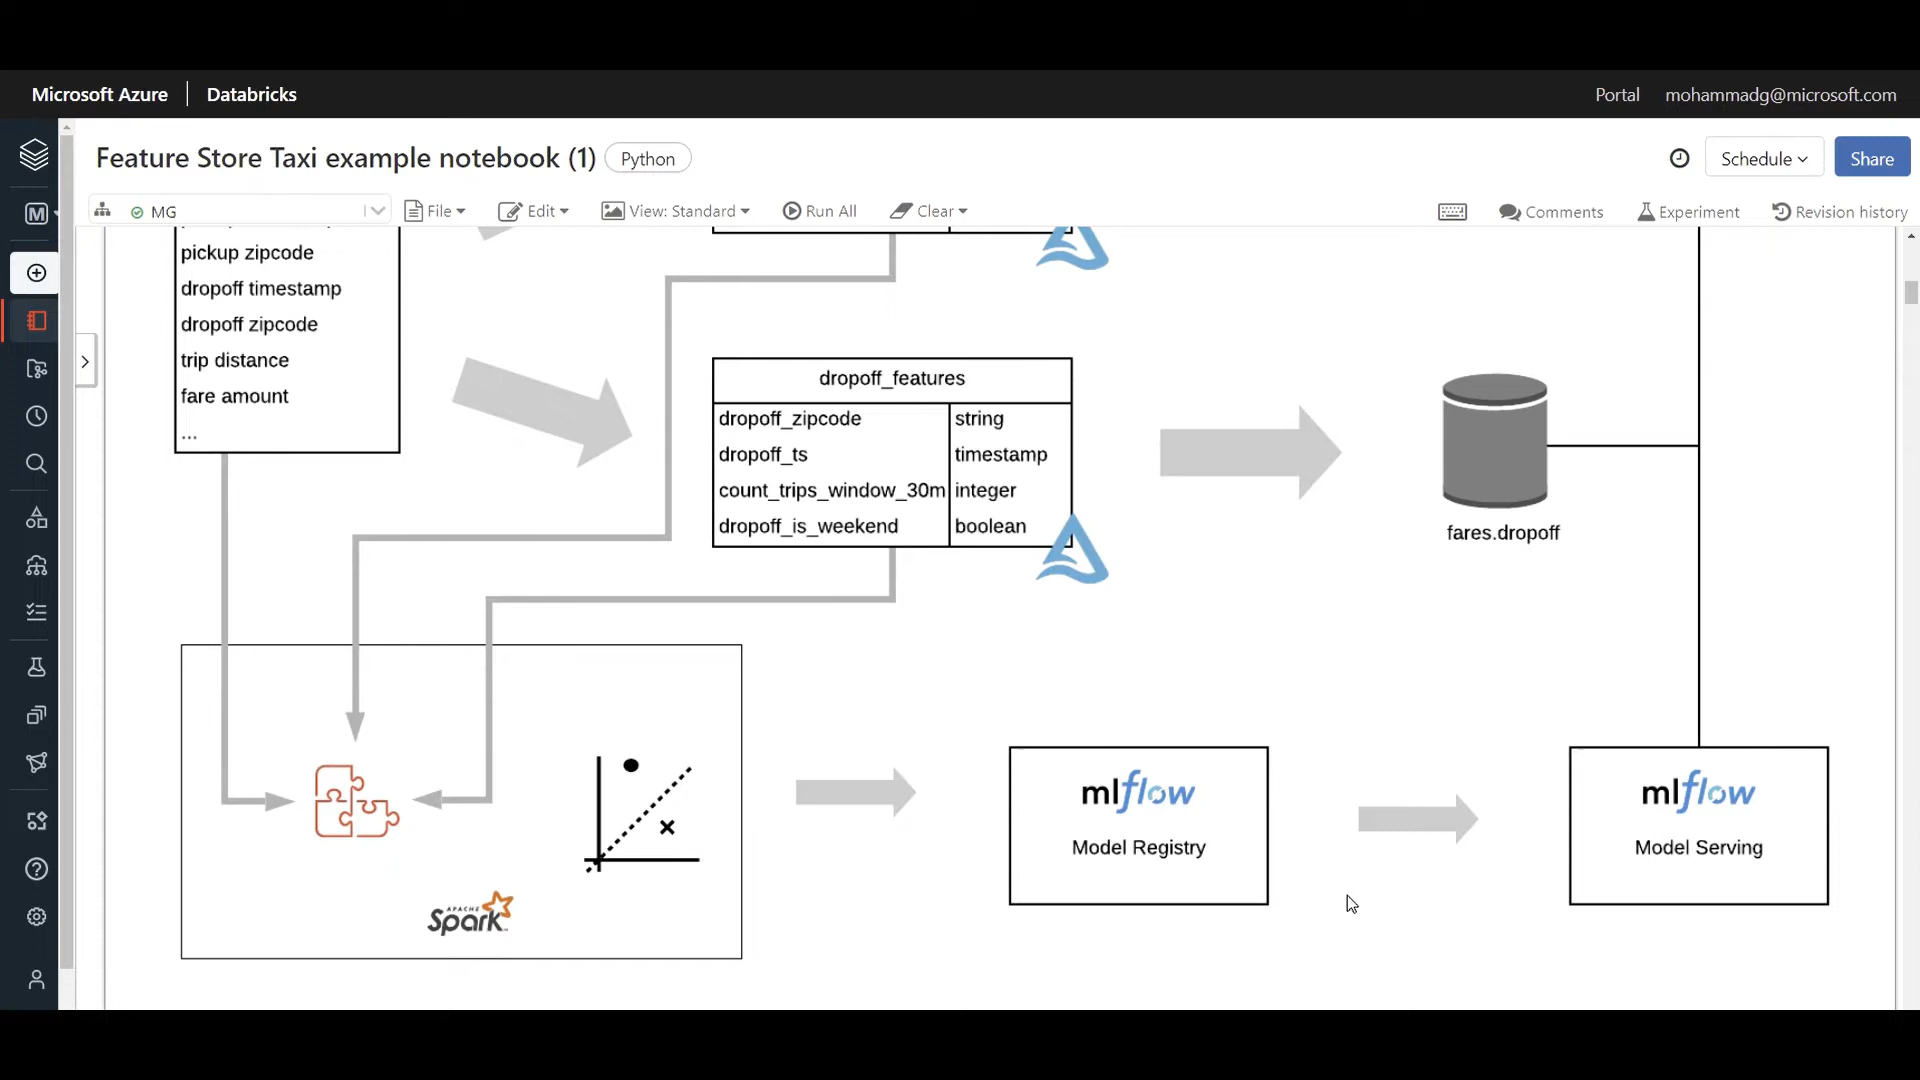 Microsoft Azure Databricks Portal mohammadg@microsoft.com
Feature Store Taxi example notebook (1) Python Schedule Share
M MG File Edit View: Standard Run All Clear Comments Experiment Revision history
pickup zipcode
dropoff timestamp
dropoff zipcode
trip distance
fare amount
...
dropoff_features
dropoff_zipcode string
dropoff_ts timestamp
count_trips_window_30m integer
dropoff_is_weekend boolean
fares.dropoff
mlflow
Model Registry
mlflow
Model Serving
APACHE
Spark